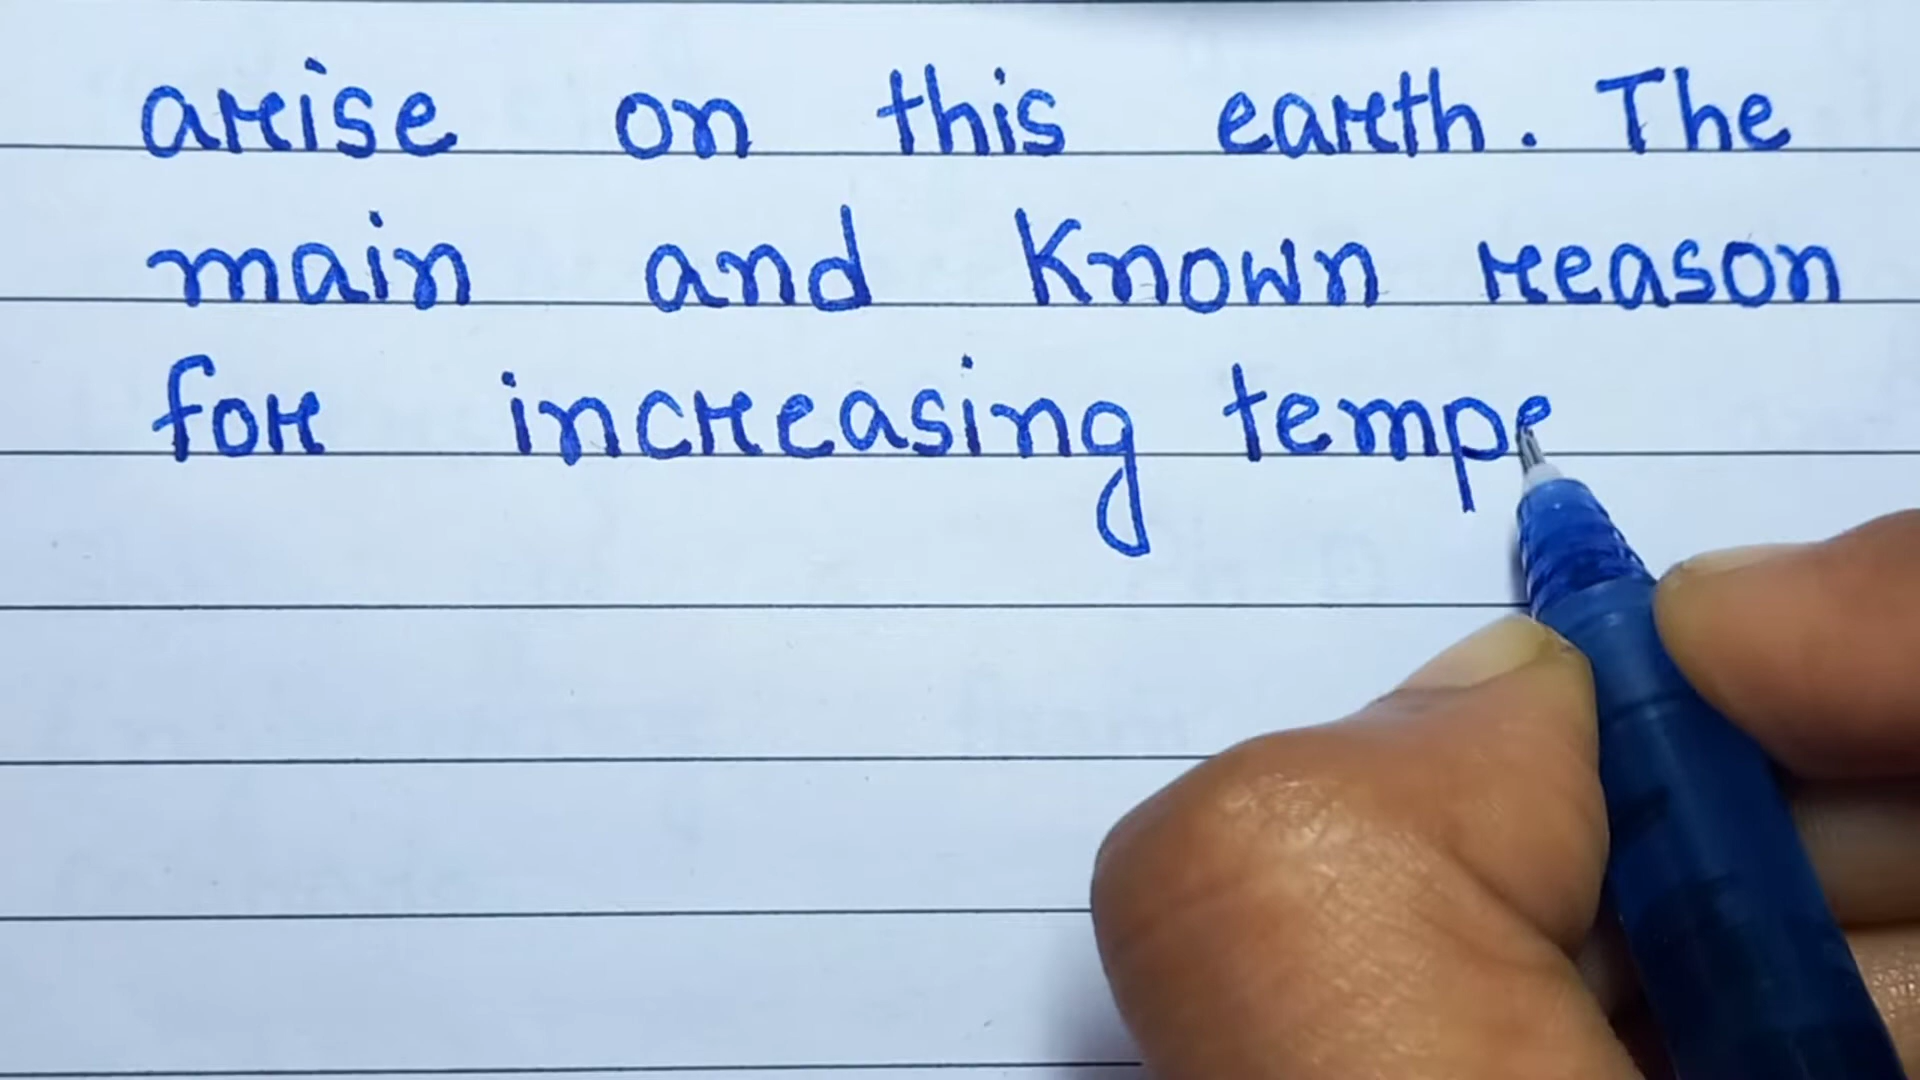 arise on this earth. The
main and known reason
for increasing tempe